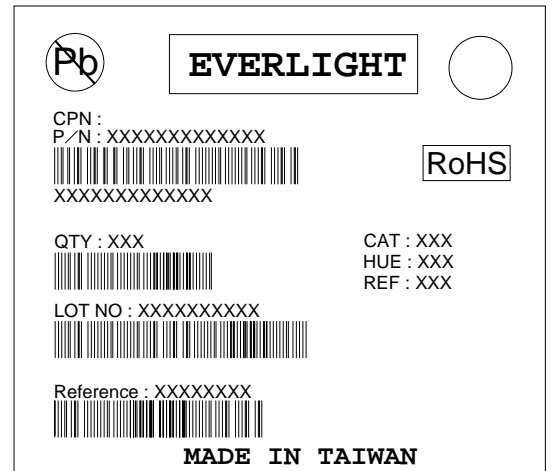 Pb
EVERLIGHT
CPN :
P/N : XXXXXXXXXXXXX
RoHS
XXXXXXXXXXXXX
QTY : XXX
CAT : XXX
HUE : XXX
REF : XXX
LOT NO : XXXXXXXXXX
Reference : XXXXXXXX
MADE IN TAIWAN